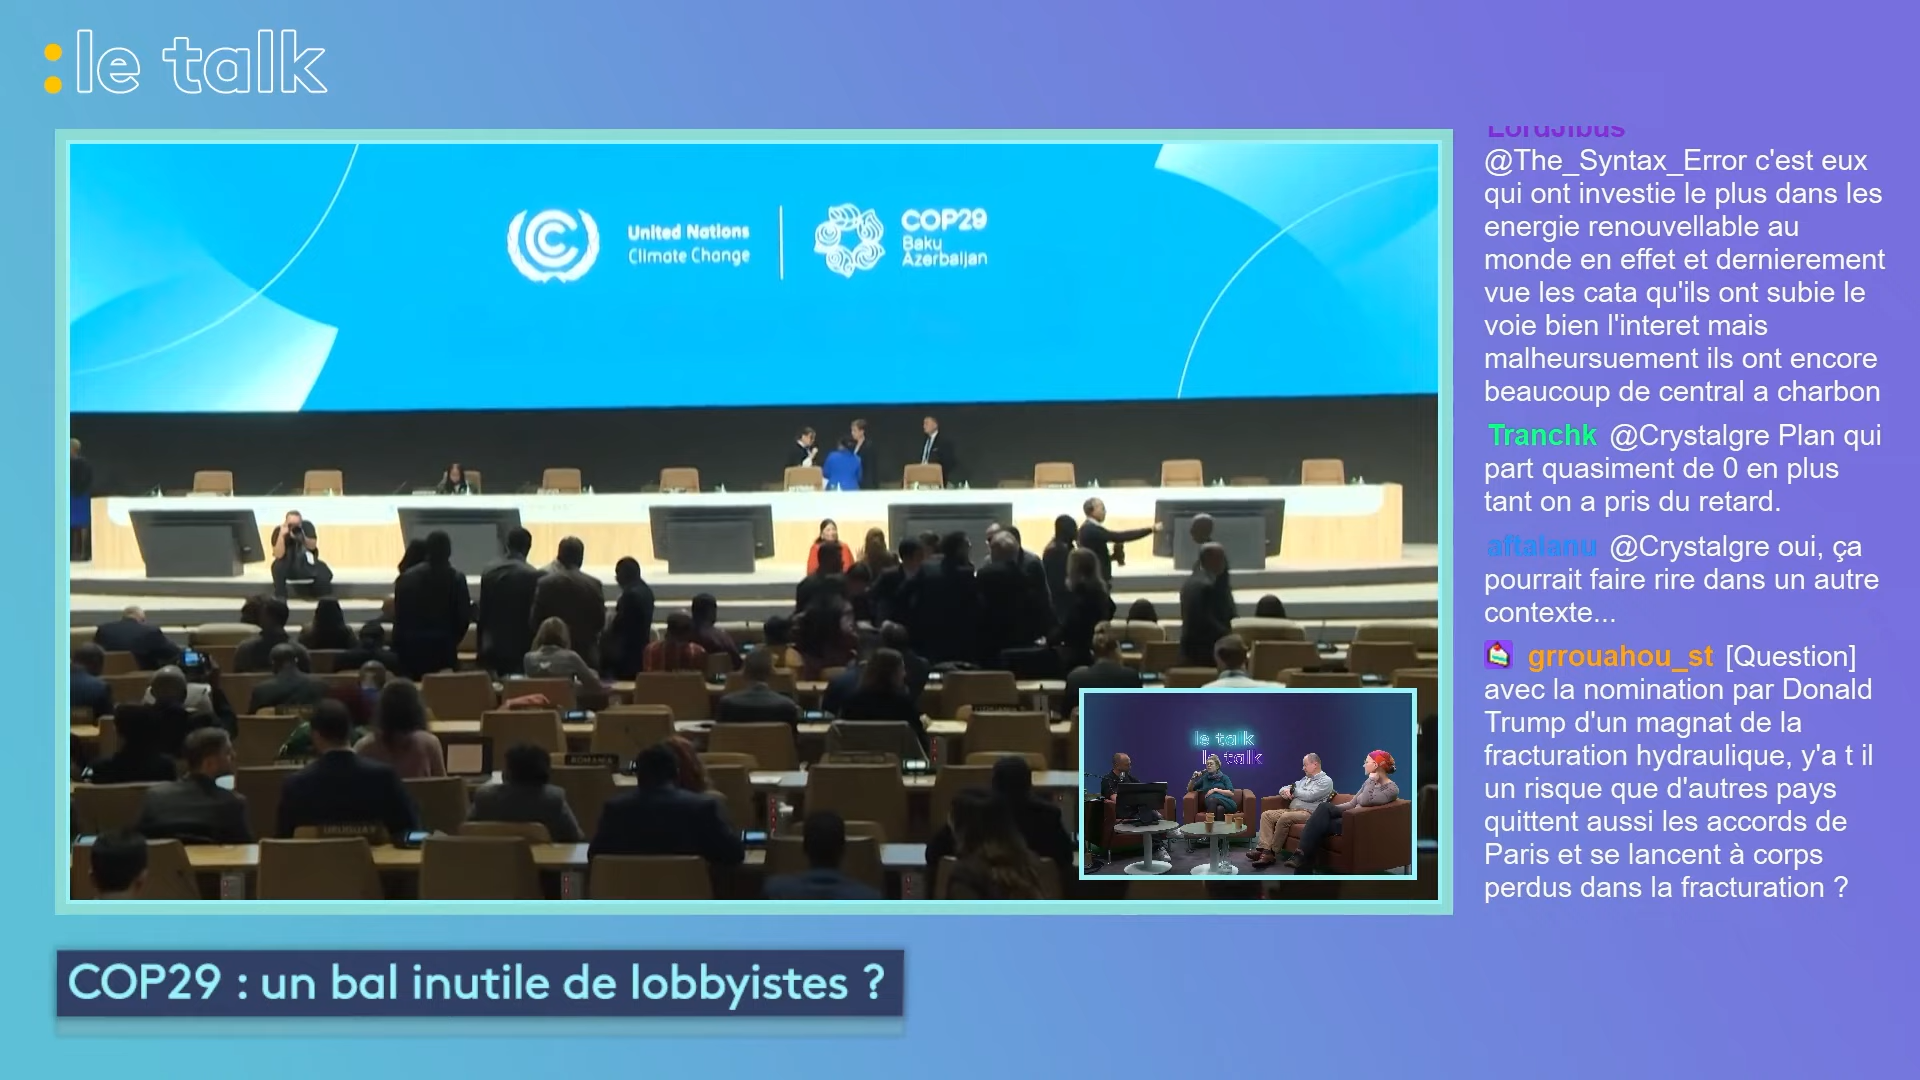 :le talk
United Nations
Climate Change
COP29
Baku
Azerbaijan
ROMANIA
URUGUAY
le talk
le talk
COP29 : un bal inutile de lobbyistes ?
LordJibus
@The_Syntax_Error c'est eux
qui ont investie le plus dans les
energie renouvellable au
monde en effet et dernierement
vue les cata qu'ils ont subie le
voie bien l'interet mais
malheursuement ils ont encore
beaucoup de central a charbon
Tranchk @Crystalgre Plan qui
part quasiment de 0 en plus
tant on a pris du retard.
aftalanu @Crystalgre oui, ça
pourrait faire rire dans un autre
contexte...
grrouahou_st [Question]
avec la nomination par Donald
Trump d'un magnat de la
fracturation hydraulique, y'a t il
un risque que d'autres pays
quittent aussi les accords de
Paris et se lancent à corps
perdus dans la fracturation ?